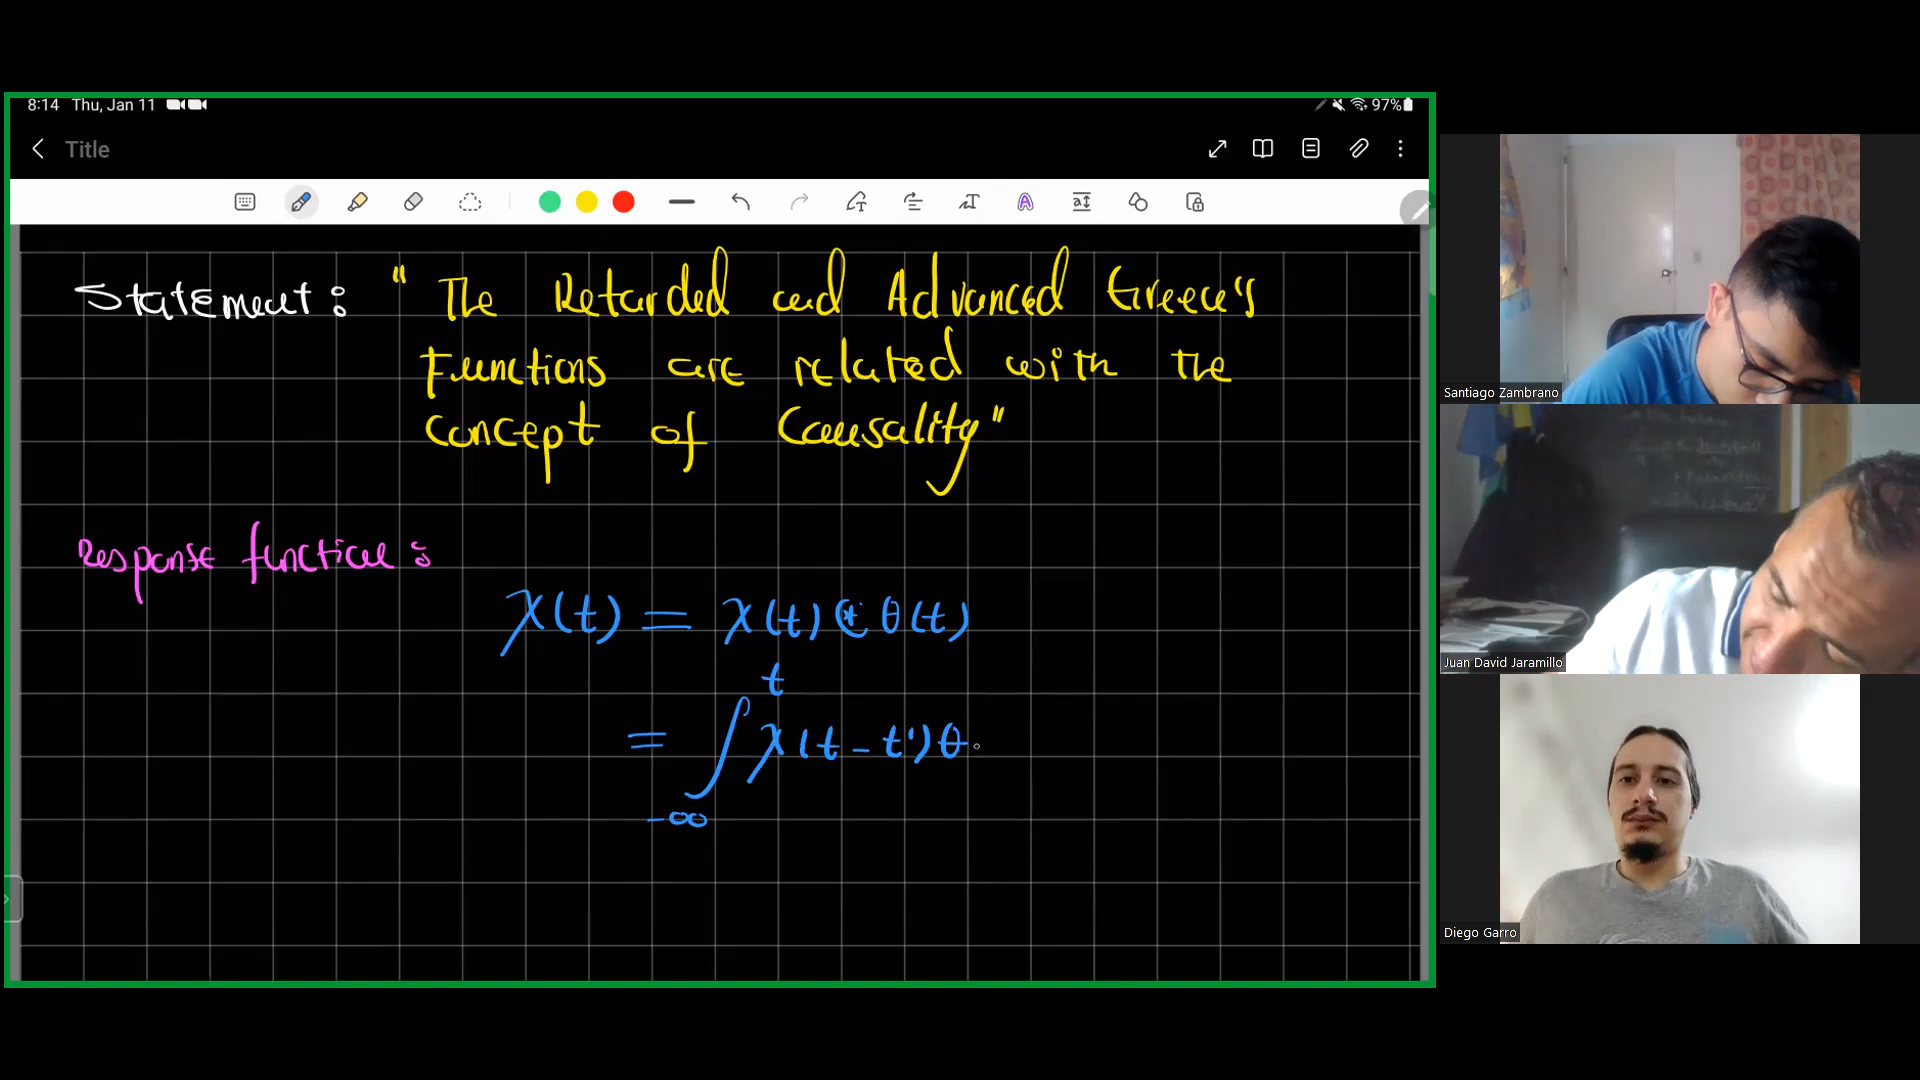 8:14 Thu, Jan 11 97%
Title
Statement: " The Retarded and Advanced Green's
Functions are related with the
concept of Causality"
Response function:
χ(t) = χ(t) ⊛ θ(t)
= ∫_{-∞}^{t} χ(t - t')θ
Santiago Zambrano
Juan David Jaramillo
Diego Garro